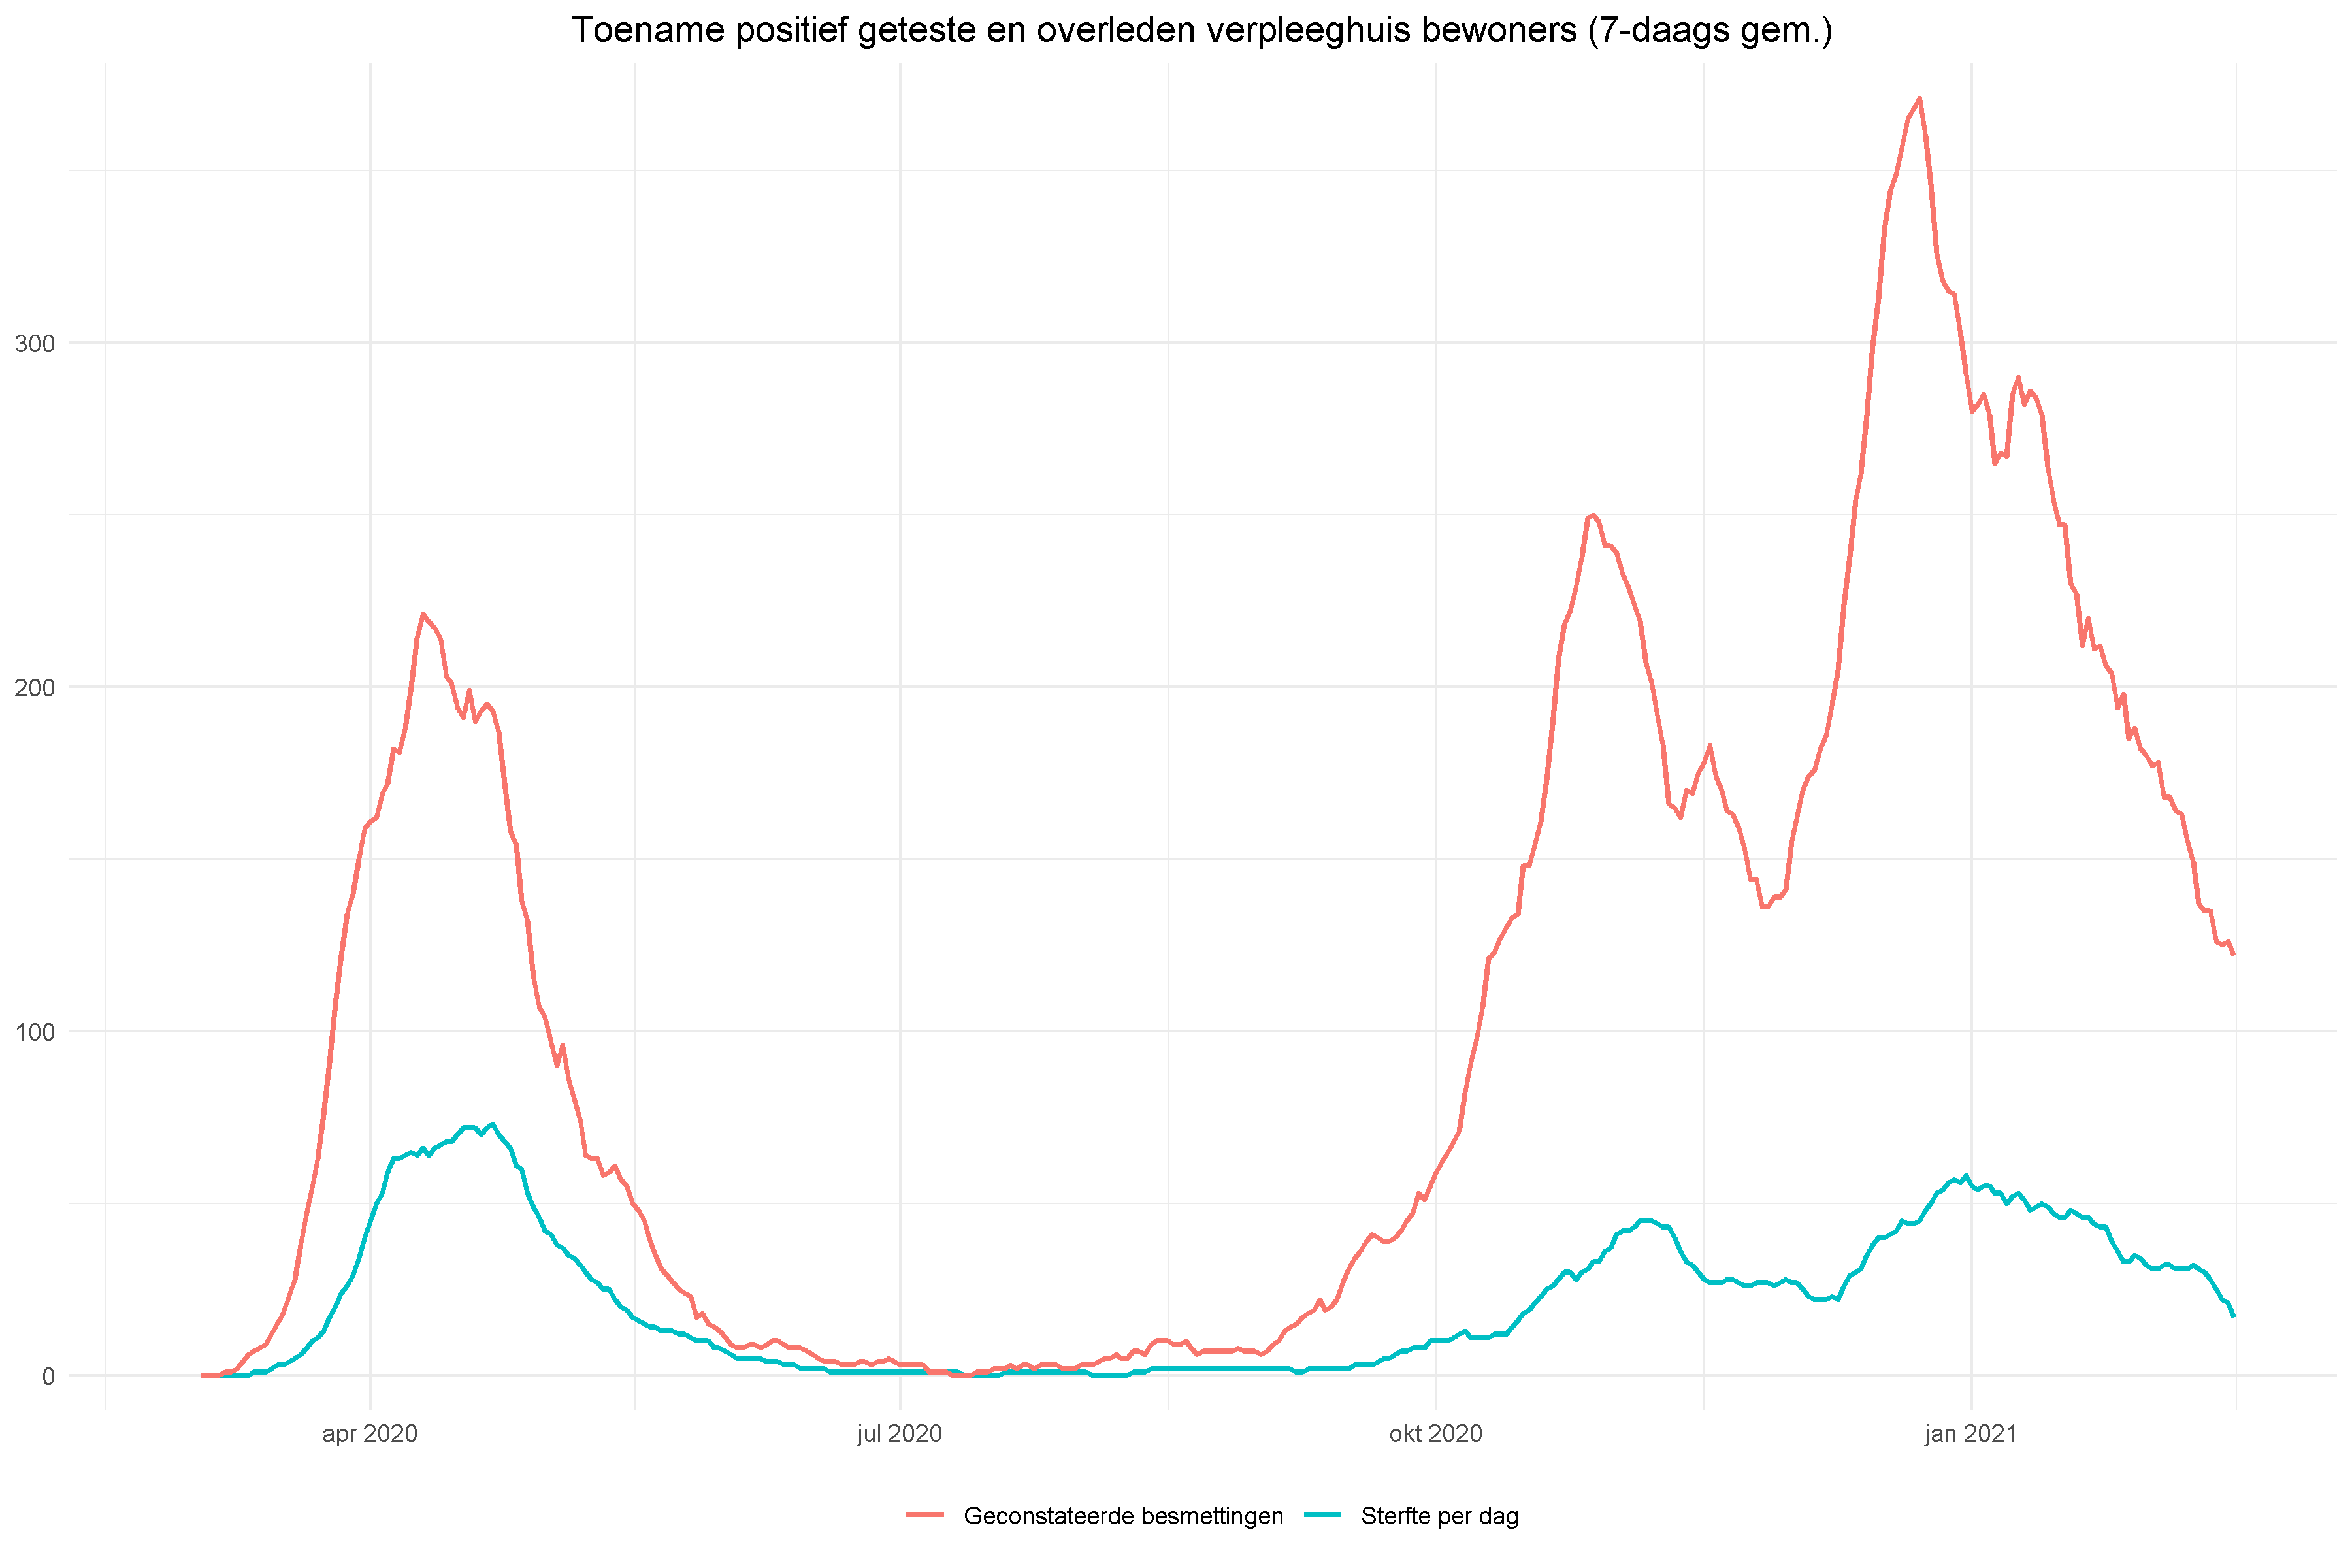 Toename positief geteste en overleden verpleeghuis bewoners (7-daags gem.)
300
200
100
0
apr 2020 jul 2020 okt 2020 jan 2021
Geconstateerde besmettingen Sterfte per dag